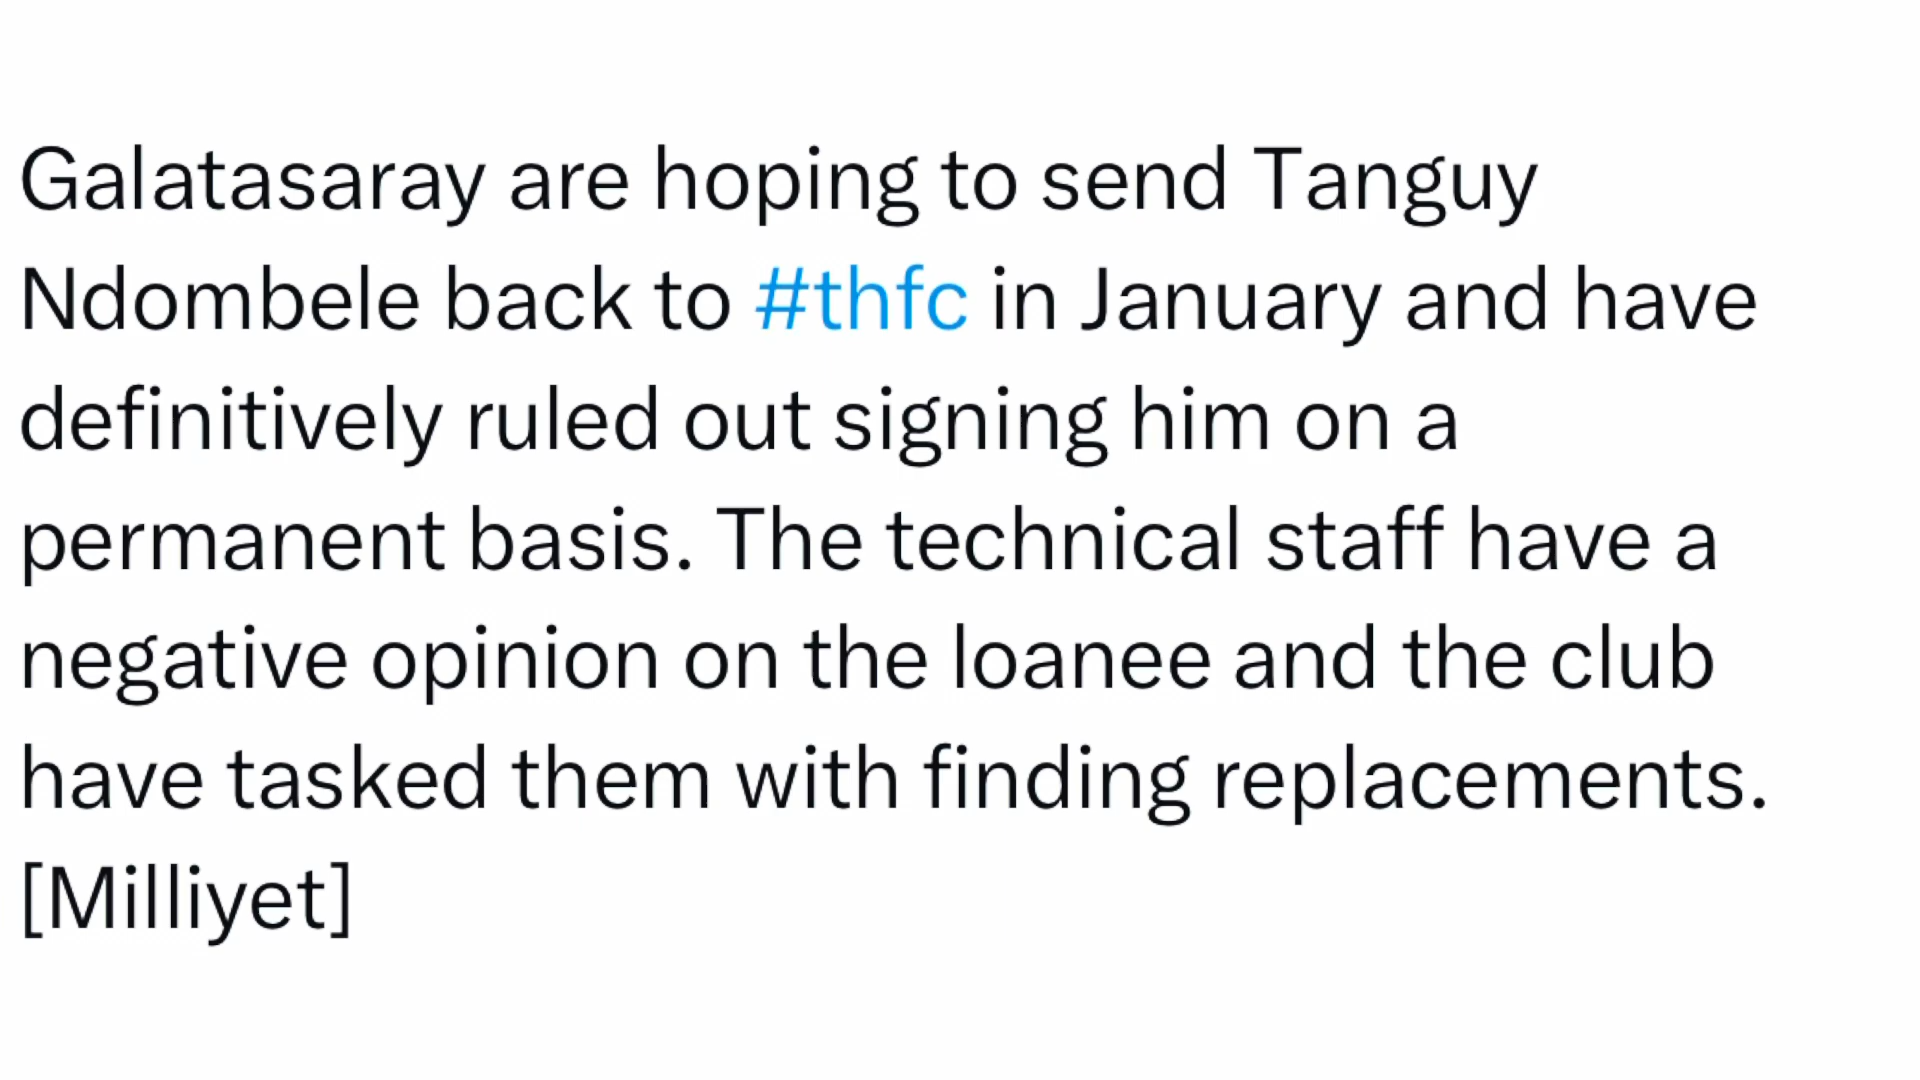 Galatasaray are hoping to send Tanguy
Ndombele back to #thfc in January and have
definitively ruled out signing him on a
permanent basis. The technical staff have a
negative opinion on the loanee and the club
have tasked them with finding replacements.
[Milliyet]